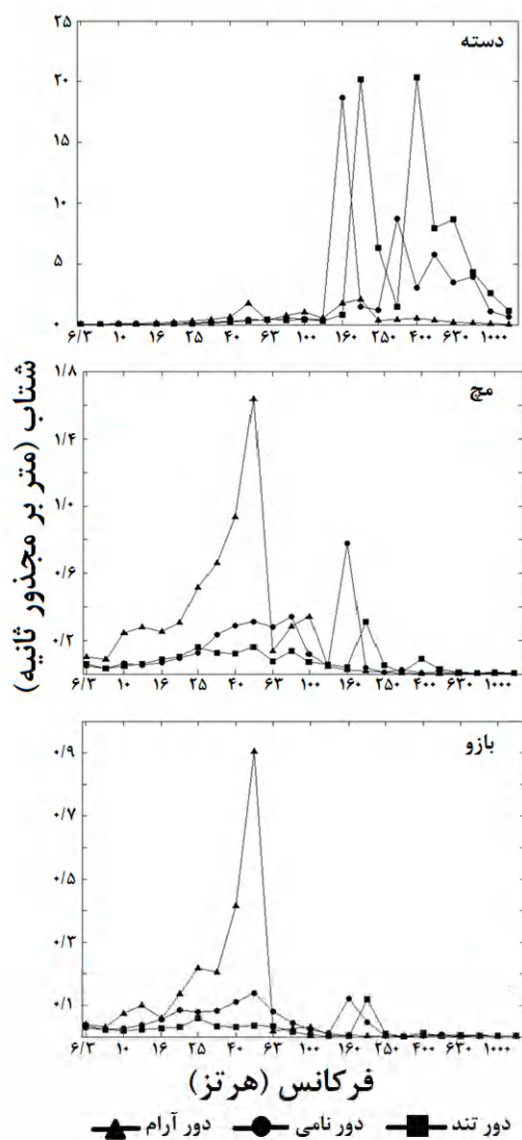 دسته
۲۵
۲۰
۱۵
۱۰
۵
۰
۶/۳ ۱۰ ۱۶ ۲۵ ۴۰ ۶۳ ۱۰۰ ۱۶۰ ۲۵۰ ۴۰۰ ۶۳۰ ۱۰۰۰
شتاب (متر بر مجذور ثانیه)
مچ
۱/۸
۱/۴
۱/۰
۰/۶
۰/۲
۶/۳ ۱۰ ۱۶ ۲۵ ۴۰ ۶۳ ۱۰۰ ۱۶۰ ۲۵۰ ۴۰۰ ۶۳۰ ۱۰۰۰
بازو
۰/۹
۰/۷
۰/۵
۰/۳
۰/۱
۶/۳ ۱۰ ۱۶ ۲۵ ۴۰ ۶۳ ۱۰۰ ۱۶۰ ۲۵۰ ۴۰۰ ۶۳۰ ۱۰۰۰
فرکانس (هرتز)
دور تند دور نامی دور آرام